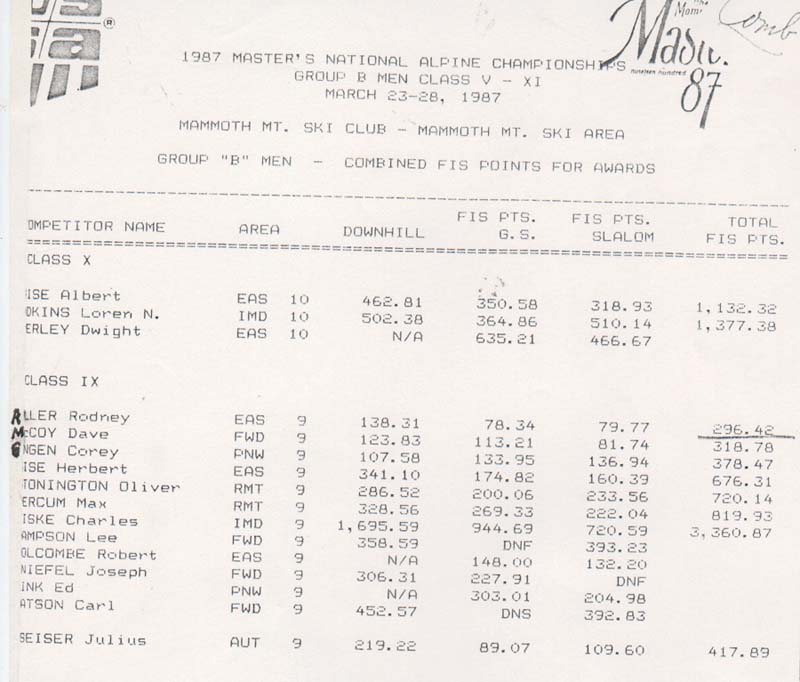 sa ®
The Mam
Mast.
nineteen hundred
87
Comb
1987 MASTER'S NATIONAL ALPINE CHAMPIONSHIPS
GROUP B MEN CLASS V - XI
MARCH 23-28, 1987
MAMMOTH MT. SKI CLUB - MAMMOTH MT. SKI AREA
GROUP "B" MEN - COMBINED FIS POINTS FOR AWARDS
OMPETITOR NAME AREA DOWNHILL FIS PTS. G.S. FIS PTS. SLALOM TOTAL FIS PTS.
CLASS X
ISE Albert EAS 10 462.81 350.58 318.93 1,132.32
OKINS Loren N. IMD 10 502.38 364.86 510.14 1,377.38
ERLEY Dwight EAS 10 N/A 635.21 466.67
CLASS IX
ALLER Rodney EAS 9 138.31 78.34 79.77 296.42
McCOY Dave FWD 9 123.83 113.21 81.74 318.78
ENGEN Corey PNW 9 107.58 133.95 136.94 378.47
ISE Herbert EAS 9 341.10 174.82 160.39 676.31
TONINGTON Oliver RMT 9 286.52 200.06 233.56 720.14
ERCUM Max RMT 9 328.56 269.33 222.04 819.93
ISKE Charles IMD 9 1,695.59 944.69 720.59 3,360.87
AMPSON Lee FWD 9 358.59 DNF 393.23
OLCOMBE Robert EAS 9 N/A 148.00 132.20
NIEFEL Joseph FWD 9 306.31 227.91 DNF
INK Ed PNW 9 N/A 303.01 204.98
ATSON Carl FWD 9 452.57 DNS 392.83
SEISER Julius AUT 9 219.22 89.07 109.60 417.89